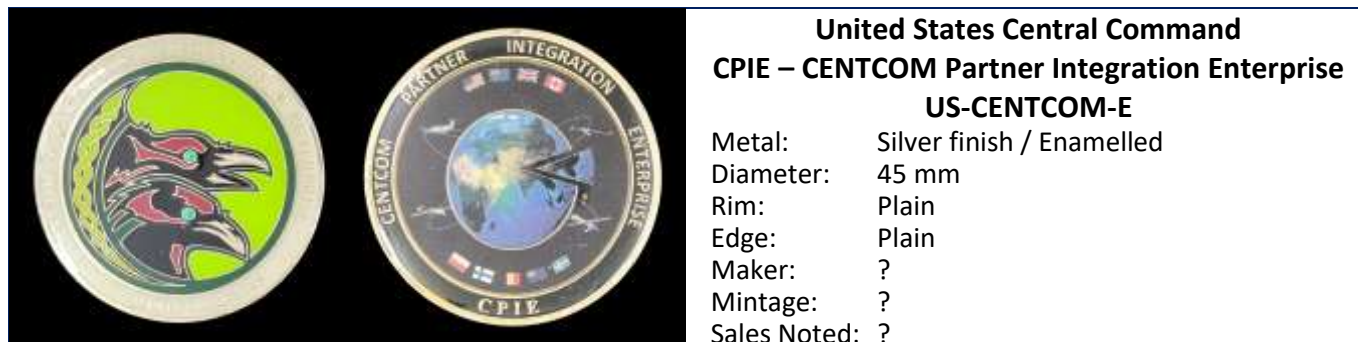 CENTCOM PARTNER INTEGRATION ENTERPRISE
CPIE
United States Central Command
CPIE – CENTCOM Partner Integration Enterprise
US-CENTCOM-E
Metal: Silver finish / Enamelled
Diameter: 45 mm
Rim: Plain
Edge: Plain
Maker: ?
Mintage: ?
Sales Noted: ?